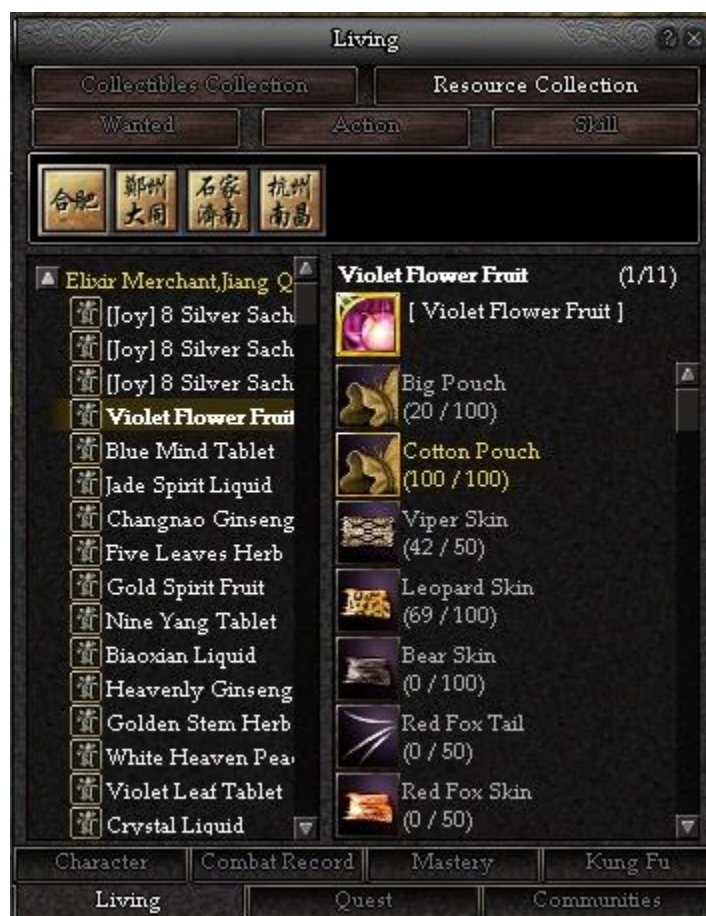 Living
?
Collectibles Collection
Resource Collection
Wanted
Action
Skill
合肥
鄭州
大同
石家
濟南
杭州
南昌
Elixir Merchant,Jiang Q
[Joy] 8 Silver Sach
[Joy] 8 Silver Sach
[Joy] 8 Silver Sach
Violet Flower Fruit
Blue Mind Tablet
Jade Spirit Liquid
Changnao Ginseng
Five Leaves Herb
Gold Spirit Fruit
Nine Yang Tablet
Biaoxian Liquid
Heavenly Ginseng
Golden Stem Herb
White Heaven Pea
Violet Leaf Tablet
Crystal Liquid
Violet Flower Fruit (1/11)
[ Violet Flower Fruit ]
Big Pouch
(20 / 100)
Cotton Pouch
(100 / 100)
Viper Skin
(42 / 50)
Leopard Skin
(69 / 100)
Bear Skin
(0 / 100)
Red Fox Tail
(0 / 50)
Red Fox Skin
(0 / 50)
Character
Combat Record
Mastery
Kung Fu
Living
Quest
Communities